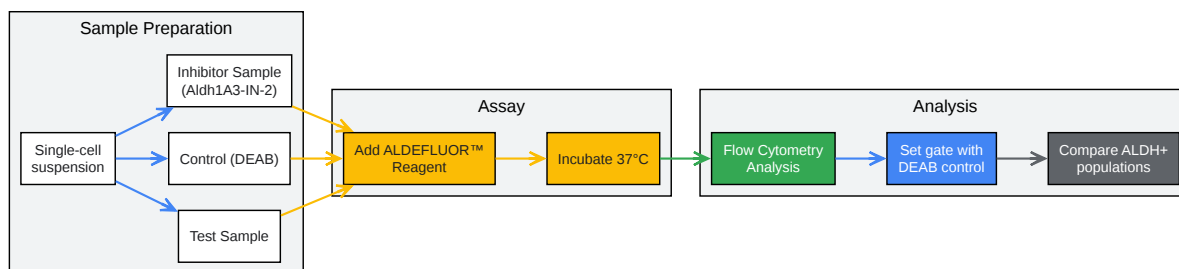 Sample Preparation
Single-cell
suspension
Inhibitor Sample
(Aldh1A3-IN-2)
Control (DEAB)
Test Sample
Assay
Add ALDEFLUOR™
Reagent
Incubate 37°C
Analysis
Flow Cytometry
Analysis
Set gate with
DEAB control
Compare ALDH+
populations